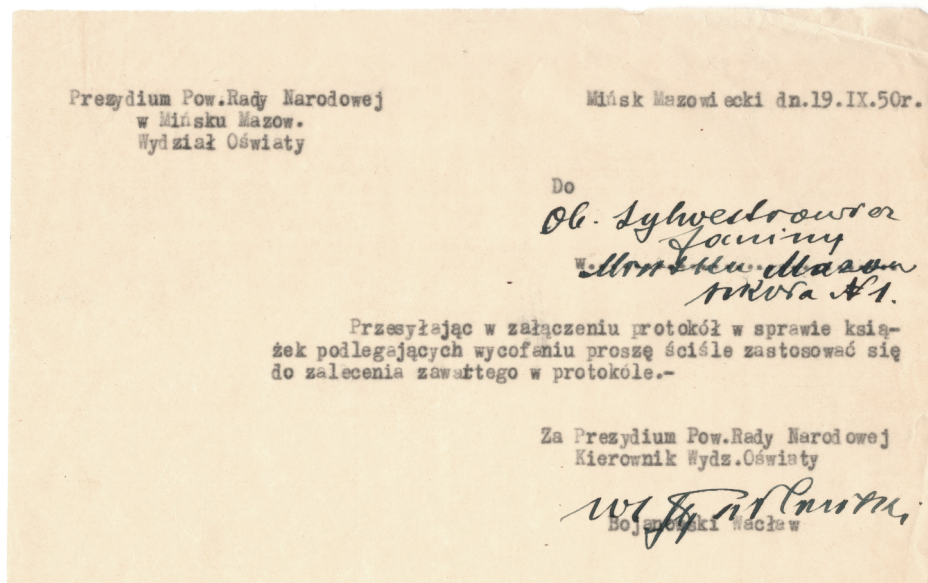 Prezydium Pow.Rady Narodowej
w Mińsku Mazow.
Wydział Oświaty
Mińsk Mazowiecki dn.19.IX.50r.
Do
Ob. Sylwestrowicz
Janiny
w. Mińsku Mazow
szkoła N 1.
Przesyłając w załączeniu protokół w sprawie ksią-
żek podlegających wycofaniu proszę ściśle zastosować się
do zalecenia zawartego w protokóle.-
Za Prezydium Pow.Rady Narodowej
Kierownik Wydz.Oświaty
Bojanowski Wacław